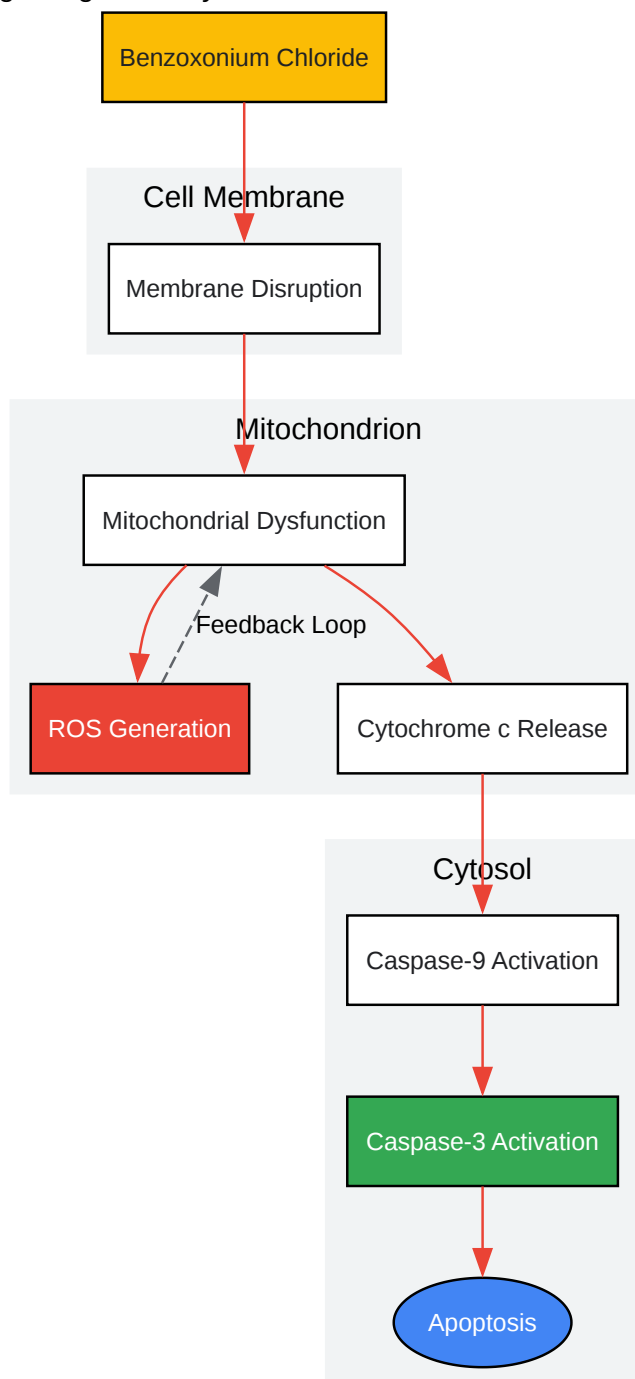 Benzoxonium Chloride
Cell Membrane
Membrane Disruption
Mitochondrion
Mitochondrial Dysfunction
Feedback Loop
ROS Generation
Cytochrome c Release
Cytosol
Caspase-9 Activation
Caspase-3 Activation
Apoptosis